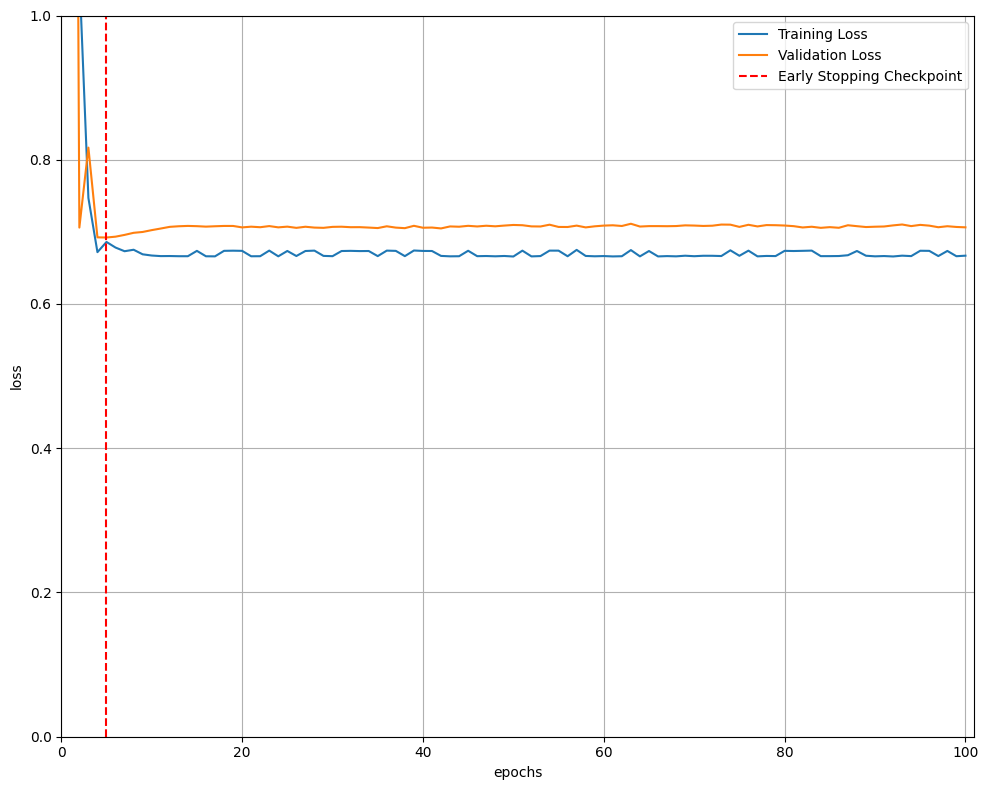 1.0
0.8
0.6
0.4
0.2
0.0
loss
Training Loss
Validation Loss
Early Stopping Checkpoint
0 20 40 60 80 100
epochs